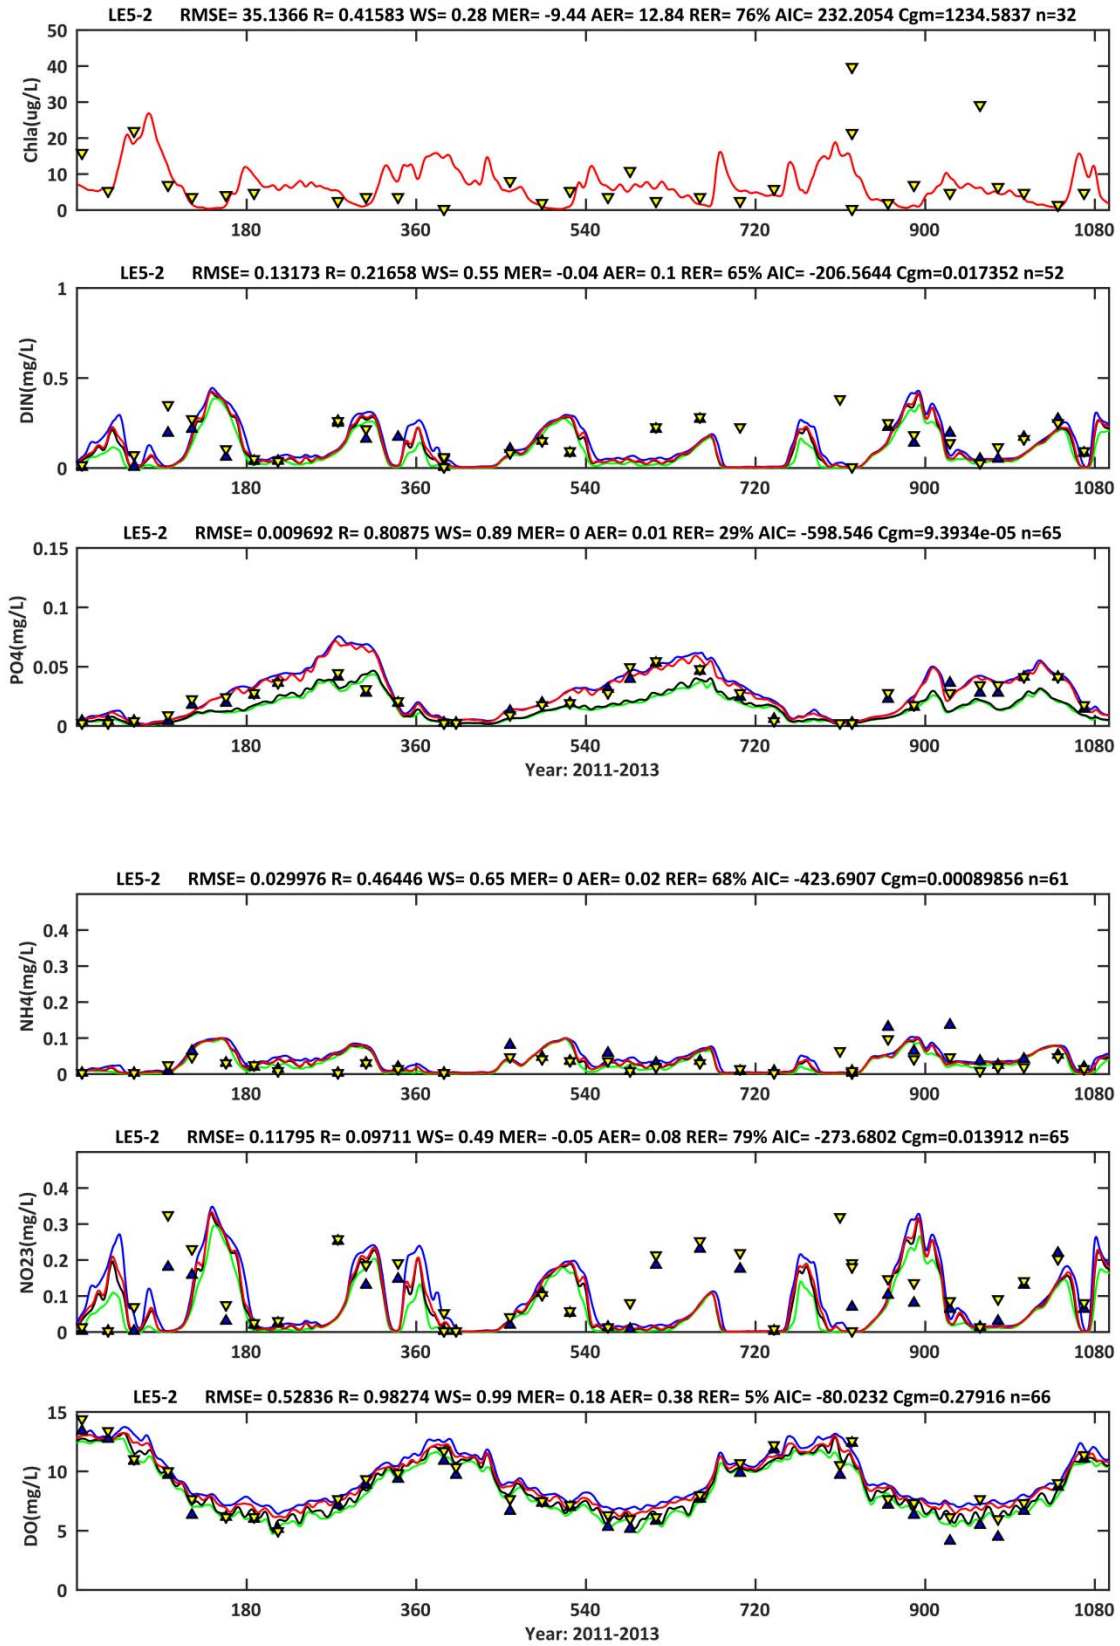 LE5-2 RMSE= 35.1366 R= 0.41583 WS= 0.28 MER= -9.44 AER= 12.84 RER= 76% AIC= 232.2054 Cgm=1234.5837 n=32
50
40
30
20
10
0
Chla(ug/L)
180 360 540 720 900 1080
LE5-2 RMSE= 0.13173 R= 0.21658 WS= 0.55 MER= -0.04 AER= 0.1 RER= 65% AIC= -206.5644 Cgm=0.017352 n=52
1
0.5
0
DIN(mg/L)
180 360 540 720 900 1080
LE5-2 RMSE= 0.009692 R= 0.80875 WS= 0.89 MER= 0 AER= 0.01 RER= 29% AIC= -598.546 Cgm=9.3934e-05 n=65
0.15
0.1
0.05
0
PO4(mg/L)
180 360 540 720 900 1080
Year: 2011-2013
LE5-2 RMSE= 0.029976 R= 0.46446 WS= 0.65 MER= 0 AER= 0.02 RER= 68% AIC= -423.6907 Cgm=0.00089856 n=61
0.4
0.3
0.2
0.1
0
NH4(mg/L)
180 360 540 720 900 1080
LE5-2 RMSE= 0.11795 R= 0.09711 WS= 0.49 MER= -0.05 AER= 0.08 RER= 79% AIC= -273.6802 Cgm=0.013912 n=65
0.4
0.3
0.2
0.1
0
NO23(mg/L)
180 360 540 720 900 1080
LE5-2 RMSE= 0.52836 R= 0.98274 WS= 0.99 MER= 0.18 AER= 0.38 RER= 5% AIC= -80.0232 Cgm=0.27916 n=66
15
10
5
0
DO(mg/L)
180 360 540 720 900 1080
Year: 2011-2013